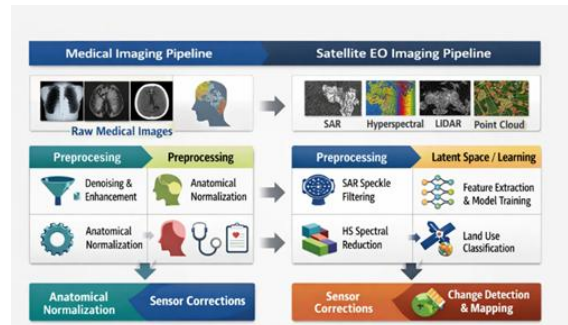 Medical Imaging Pipeline
Satellite EO Imaging Pipeline
Raw Medical Images
SAR
Hyperspectral
LIDAR
Point Cloud
Preprocesing
Preprocessing
Preprocessing
Latent Space / Learning
Denoising &
Enhancement
Anatomical
Normalization
SAR Speckle
Filtering
Feature Extraction
& Model Training
Anatomical
Normalization
HS Spectral
Reduction
Land Use
Classification
Anatomical
Normalization
Sensor Corrections
Sensor
Corrections
Change Detection
& Mapping